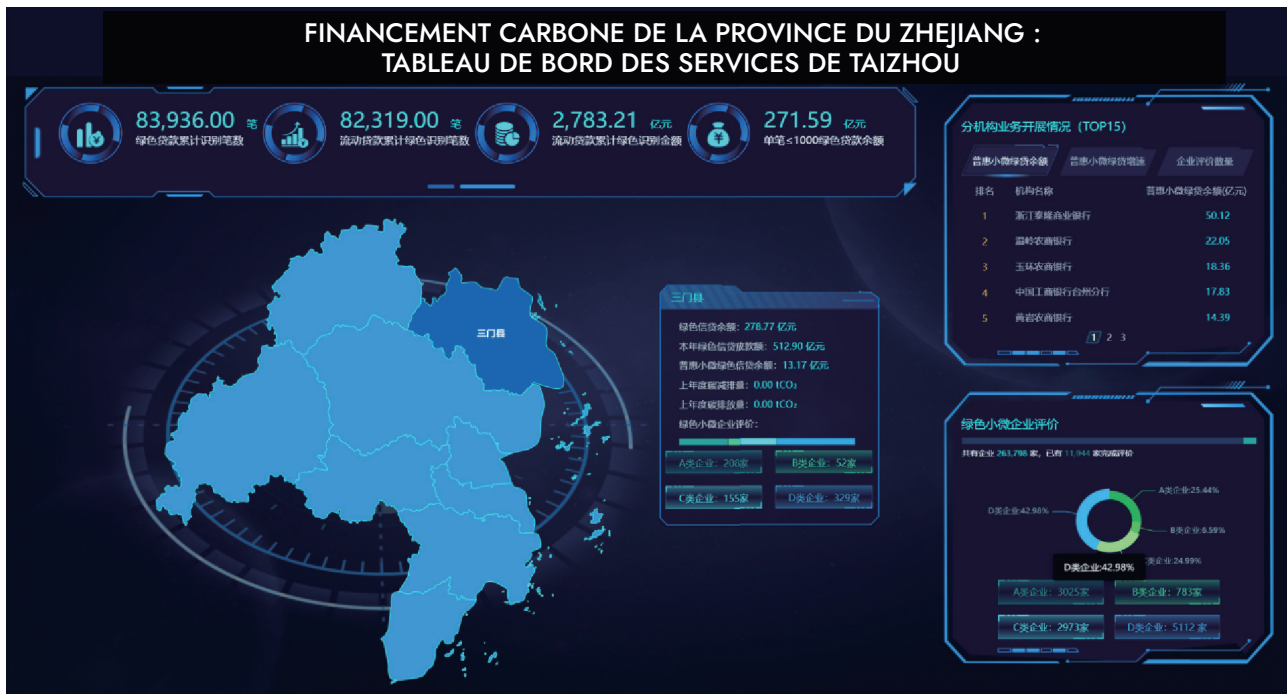 FINANCEMENT CARBONE DE LA PROVINCE DU ZHEJIANG :
TABLEAU DE BORD DES SERVICES DE TAIZHOU
83,936.00 笔
绿色贷款累计识别笔数
82,319.00 笔
流动贷款累计绿色识别笔数
2,783.21 亿元
流动贷款累计绿色识别金额
271.59 亿元
单笔≤1000绿色贷款余额
三门县
三门县
绿色信贷余额：278.77 亿元
本年绿色信贷放款额：512.90 亿元
普惠小微绿色信贷余额：13.17 亿元
上年度碳减排量：0.00 tCO₂
上年度碳排放量：0.00 tCO₂
绿色小微企业评价：
A类企业：208家
B类企业：52家
C类企业：155家
D类企业：329家
分机构业务开展情况（TOP15）
普惠小微绿贷余额 普惠小微绿贷增速 企业评价数量
排名 机构名称 普惠小微绿贷余额(亿元)
1 浙江泰隆商业银行 50.12
2 温岭农商银行 22.05
3 玉环农商银行 18.36
4 中国工商银行台州分行 17.83
5 黄岩农商银行 14.39
1 2 3
绿色小微企业评价
共有企业 263,798 家，已有 11,944 家完成评价
A类企业:25.44%
D类企业:42.98%
B类企业:6.59%
类企业:24.99%
D类企业:42.98%
A类企业：3025家
B类企业：783家
C类企业：2973家
D类企业：5112 家